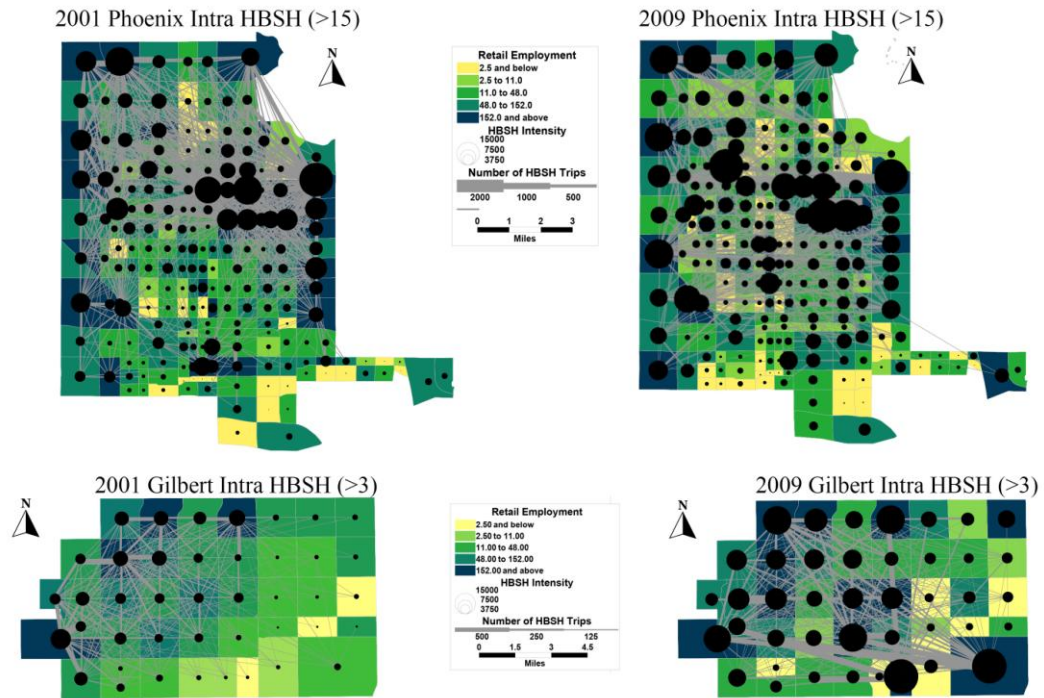 2001 Phoenix Intra HBSH (>15)
2009 Phoenix Intra HBSH (>15)
N
N
Retail Employment
2.5 and below
2.5 to 11.0
11.0 to 48.0
48.0 to 152.0
152.0 and above
HBSH Intensity
15000
7500
3750
Number of HBSH Trips
2000 1000 500
0 1 2 3
Miles
2001 Gilbert Intra HBSH (>3)
2009 Gilbert Intra HBSH (>3)
N
N
Retail Employment
2.50 and below
2.50 to 11.00
11.00 to 48.00
48.00 to 152.00
152.00 and above
HBSH Intensity
15000
7500
3750
Number of HBSH Trips
500 250 125
0 1.5 3 4.5
Miles